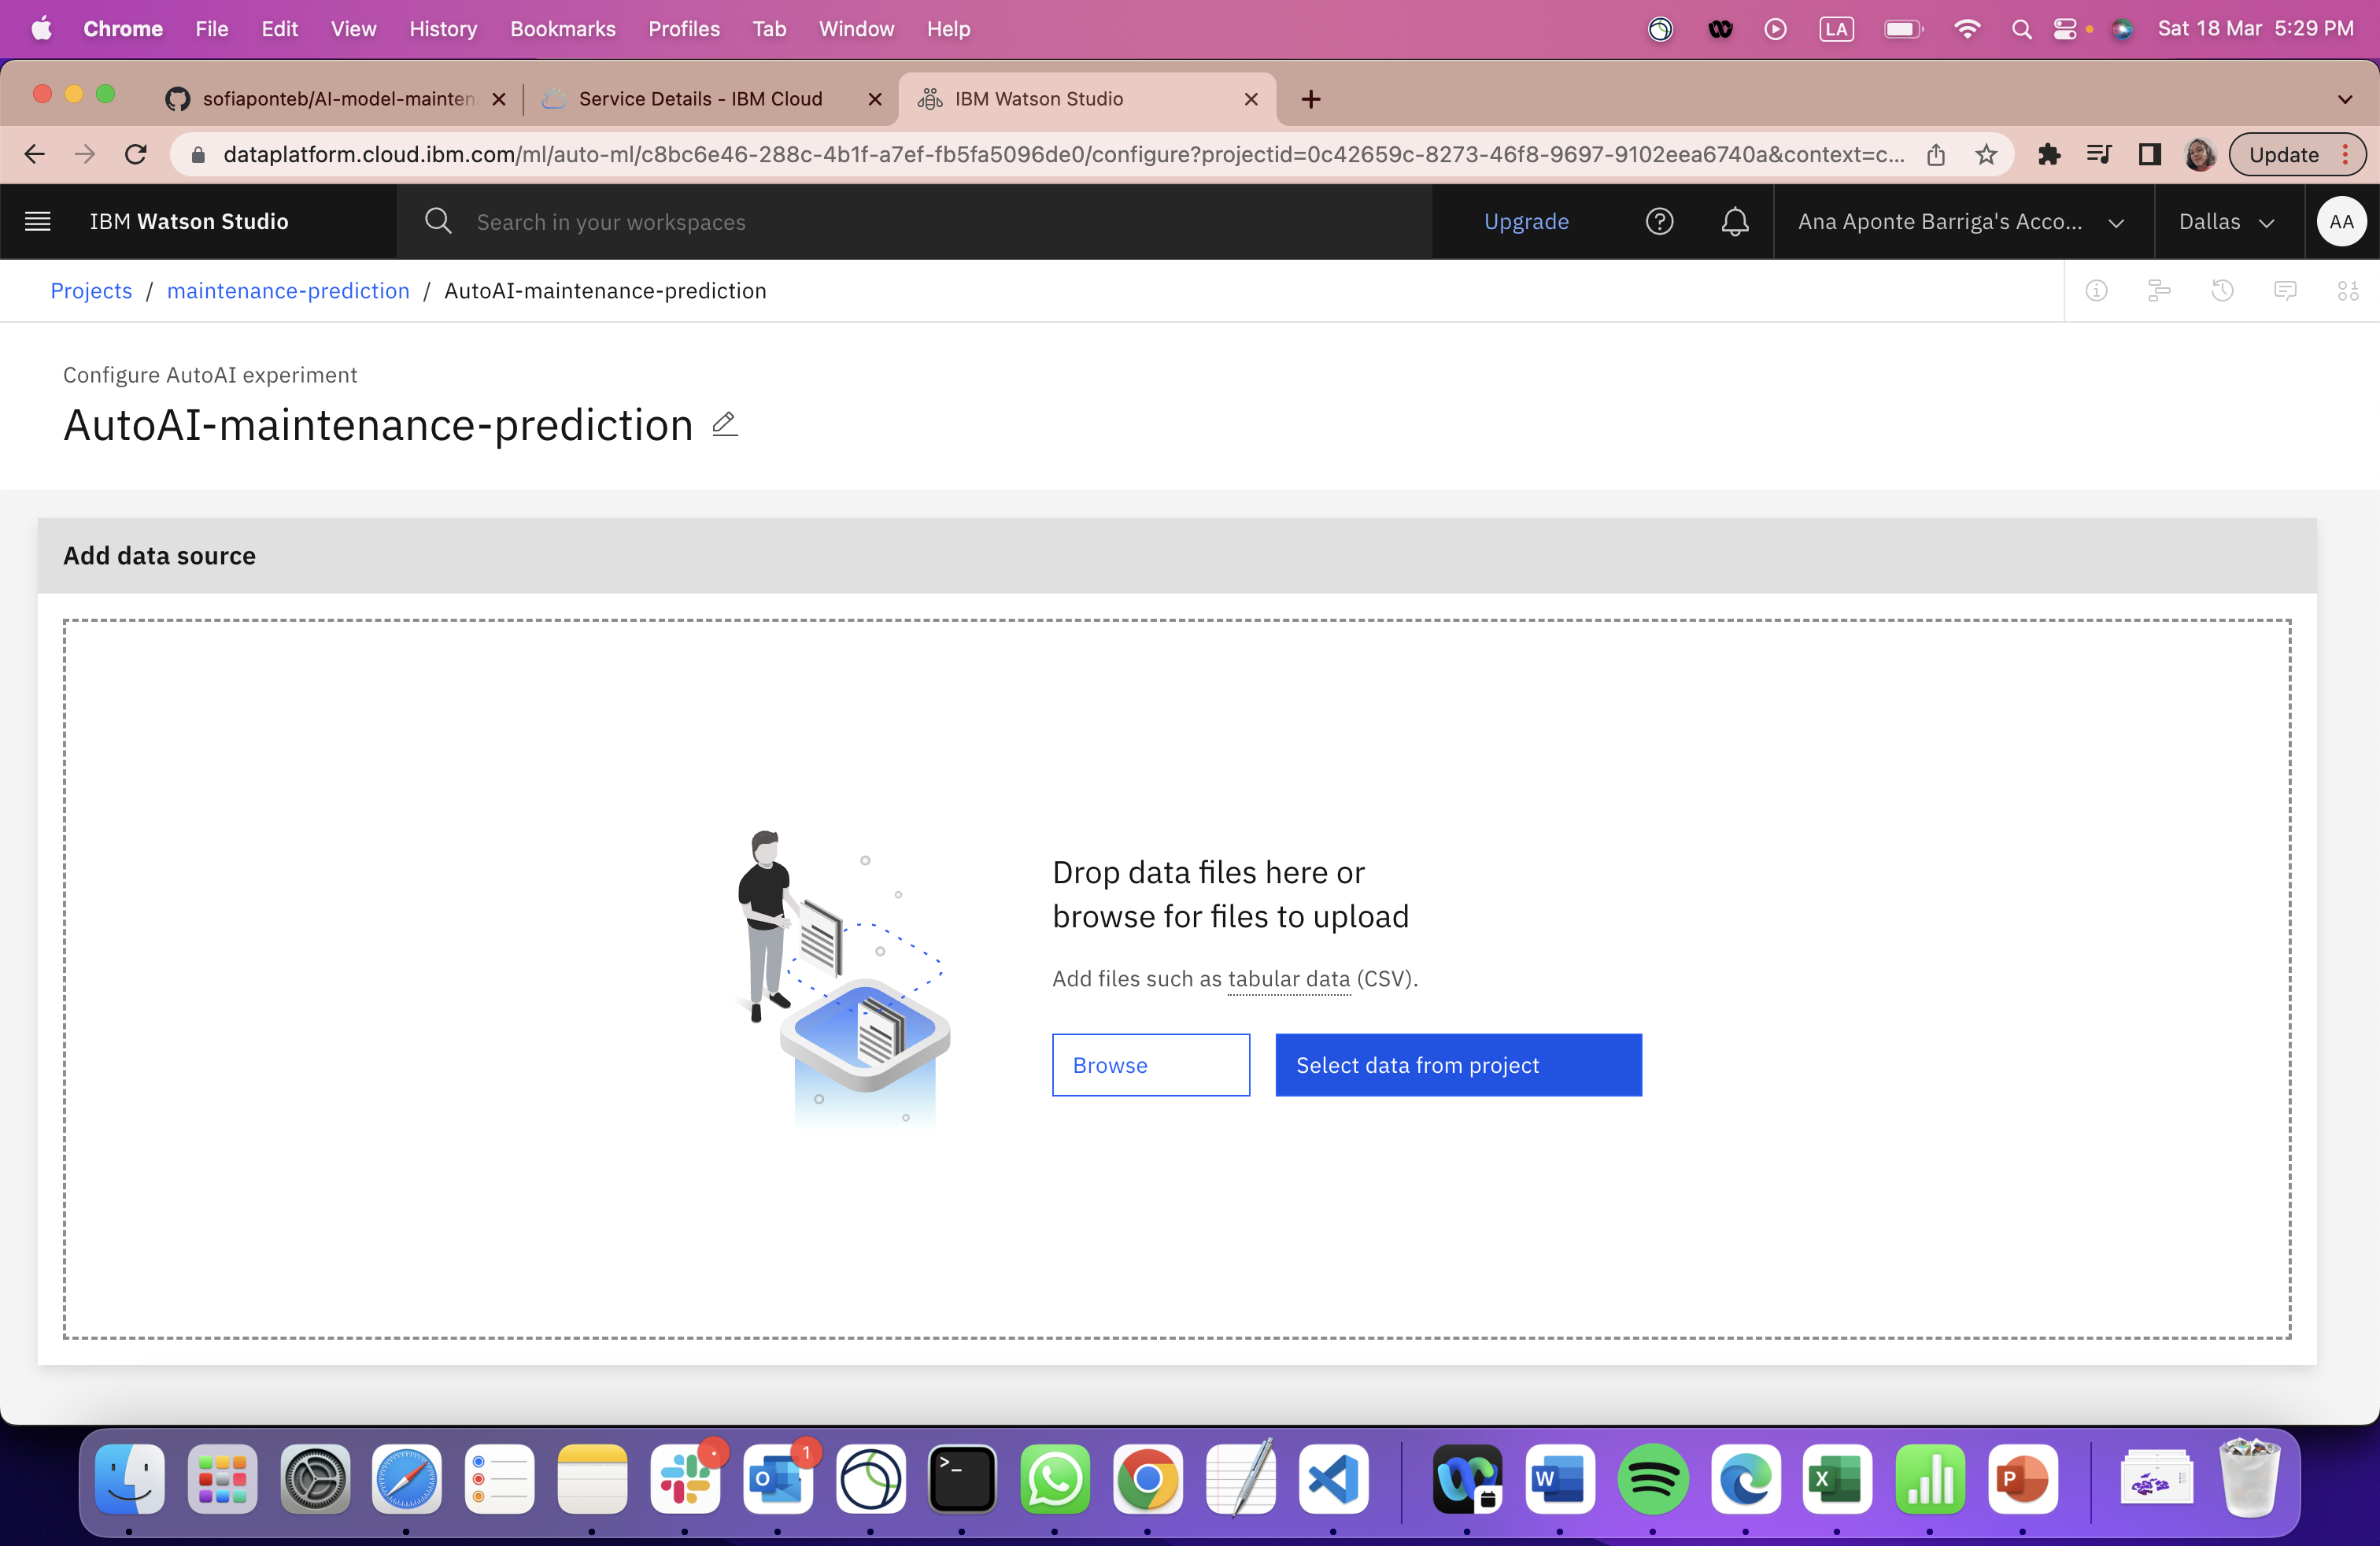 Chrome File Edit View History Bookmarks Profiles Tab Window Help LA Sat 18 Mar 5:29 PM
sofiaponteb/AI-model-mainten Service Details - IBM Cloud IBM Watson Studio
dataplatform.cloud.ibm.com/ml/auto-ml/c8bc6e46-288c-4b1f-a7ef-fb5fa5096de0/configure?projectid=0c42659c-8273-46f8-9697-9102eea6740a&context=c... Update
IBM Watson Studio Search in your workspaces Upgrade Ana Aponte Barriga's Acco... Dallas AA
Projects / maintenance-prediction / AutoAI-maintenance-prediction
Configure AutoAI experiment
AutoAI-maintenance-prediction
Add data source
Drop data files here or
browse for files to upload
Add files such as tabular data (CSV).
Browse Select data from project
1